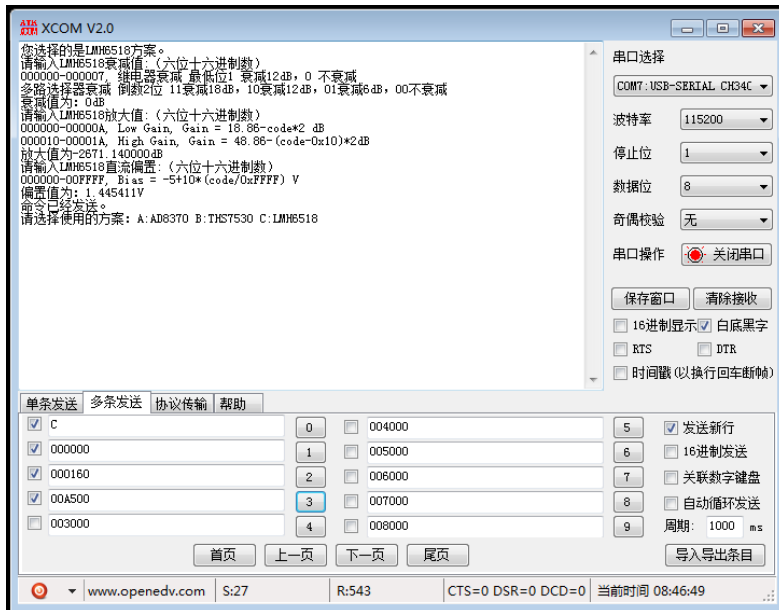 XCOM V2.0
您选择的是LMH6518方案。
请输入LMH6518衰减值：（六位十六进制数）
000000-000007, 继电器衰减 最低位1 衰减12dB，0 不衰减
多路选择器衰减 倒数2位 11衰减18dB，10衰减12dB，01衰减6dB，00不衰减
衰减值为：0dB
请输入LMH6518放大值：（六位十六进制数）
000000-00000A, Low Gain, Gain = 18.86-code*2 dB
000010-00001A, High Gain, Gain = 48.86-(code-0x10)*2dB
放大值为-2671.140000dB
请输入LMH6518直流偏置：（六位十六进制数）
000000-00FFFF, Bias = -5+10*(code/0xFFFF) V
偏置值为：1.445411V
命令已经发送。
请选择使用的方案：A:AD8370 B:THS7530 C:LMH6518
串口选择
COM7:USB-SERIAL CH34C
波特率 115200
停止位 1
数据位 8
奇偶校验 无
串口操作 关闭串口
保存窗口 清除接收
16进制显示 白底黑字
RTS DTR
时间戳(以换行回车断帧)
单条发送 多条发送 协议传输 帮助
C 0 004000 5 发送新行
000000 1 005000 6 16进制发送
000160 2 006000 7 关联数字键盘
00A500 3 007000 8 自动循环发送
003000 4 008000 9 周期: 1000 ms
首页 上一页 下一页 尾页 导入导出条目
www.openedv.com S:27 R:543 CTS=0 DSR=0 DCD=0 当前时间 08:46:49